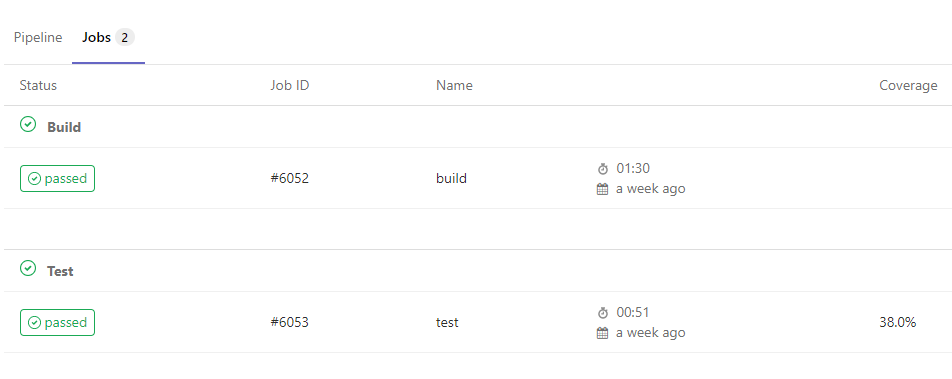 Pipeline Jobs 2
Status Job ID Name Coverage
Build
passed #6052 build 01:30
a week ago
Test
passed #6053 test 00:51
a week ago 38.0%